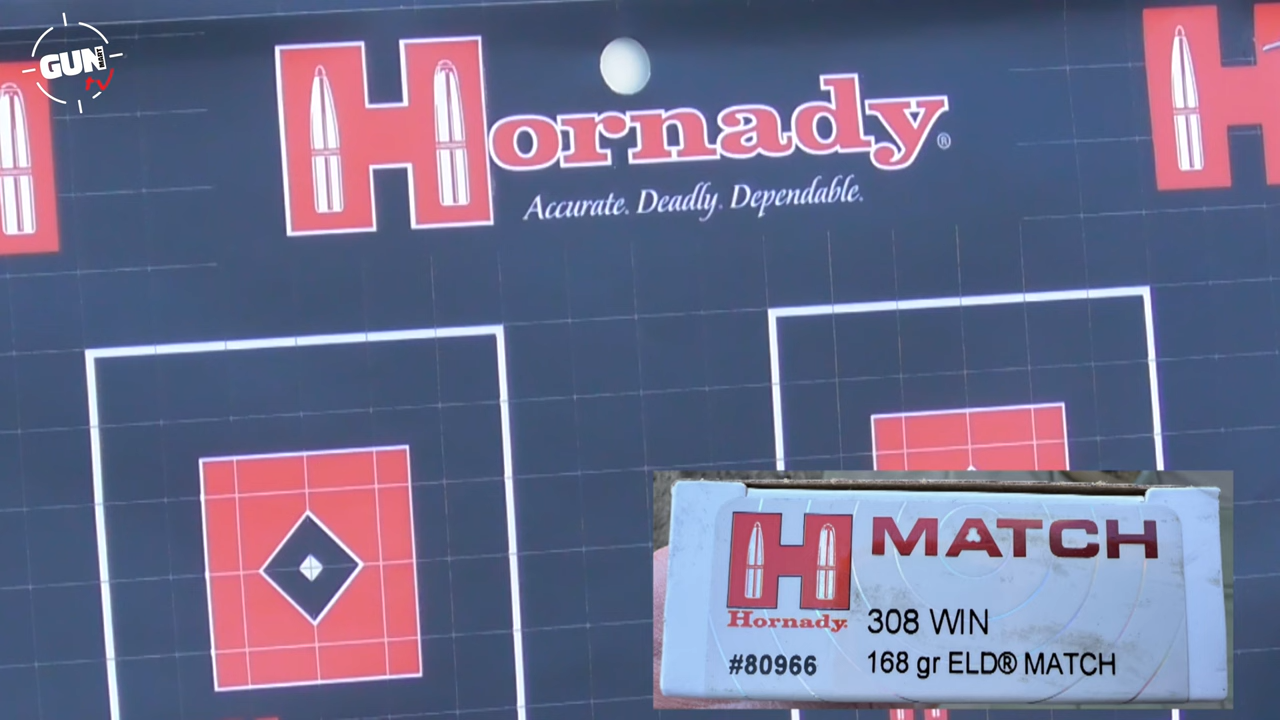 GUN
TV
Hornady®
Accurate. Deadly. Dependable.
MATCH
Hornady.
308 WIN
#80966
168 gr ELD® MATCH